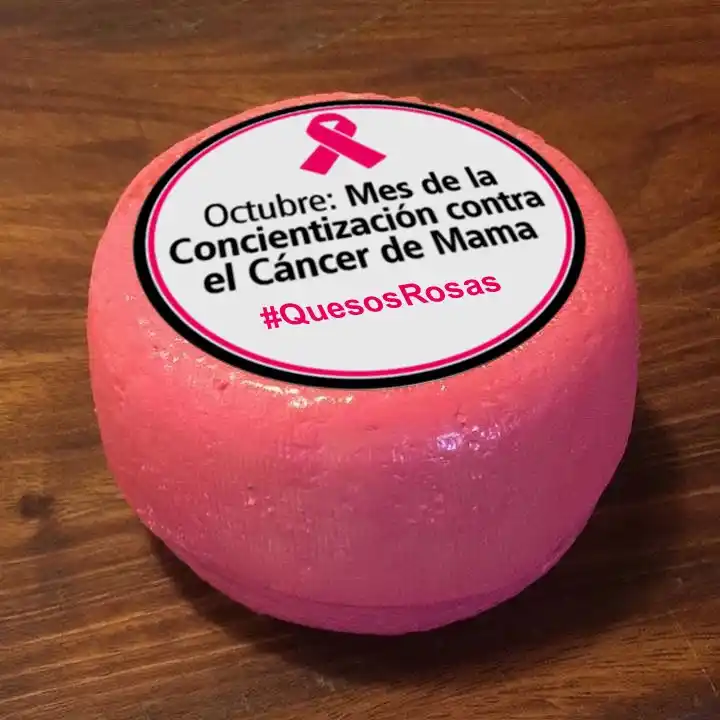 Octubre: Mes de la
Concientización contra
el Cáncer de Mama
#QuesosRosas